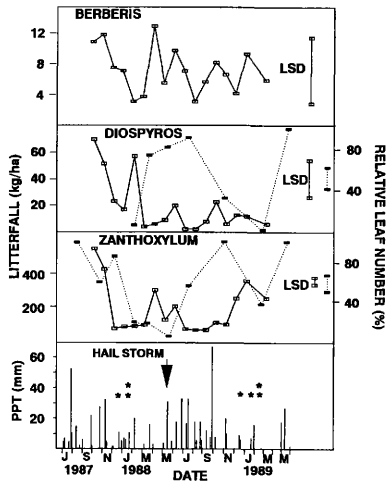 BERBERIS
12
8
4
LSD
DIOSPYROS
60
40
20
80
40
LSD
LITTERFALL (kg/ha)
RELATIVE LEAF NUMBER (%)
ZANTHOXYLUM
400
200
80
40
LSD
HAIL STORM
60
40
20
PPT (mm)
* * * * *
* * *
J S N J M M J S N J M M
1987 1988 1989
DATE